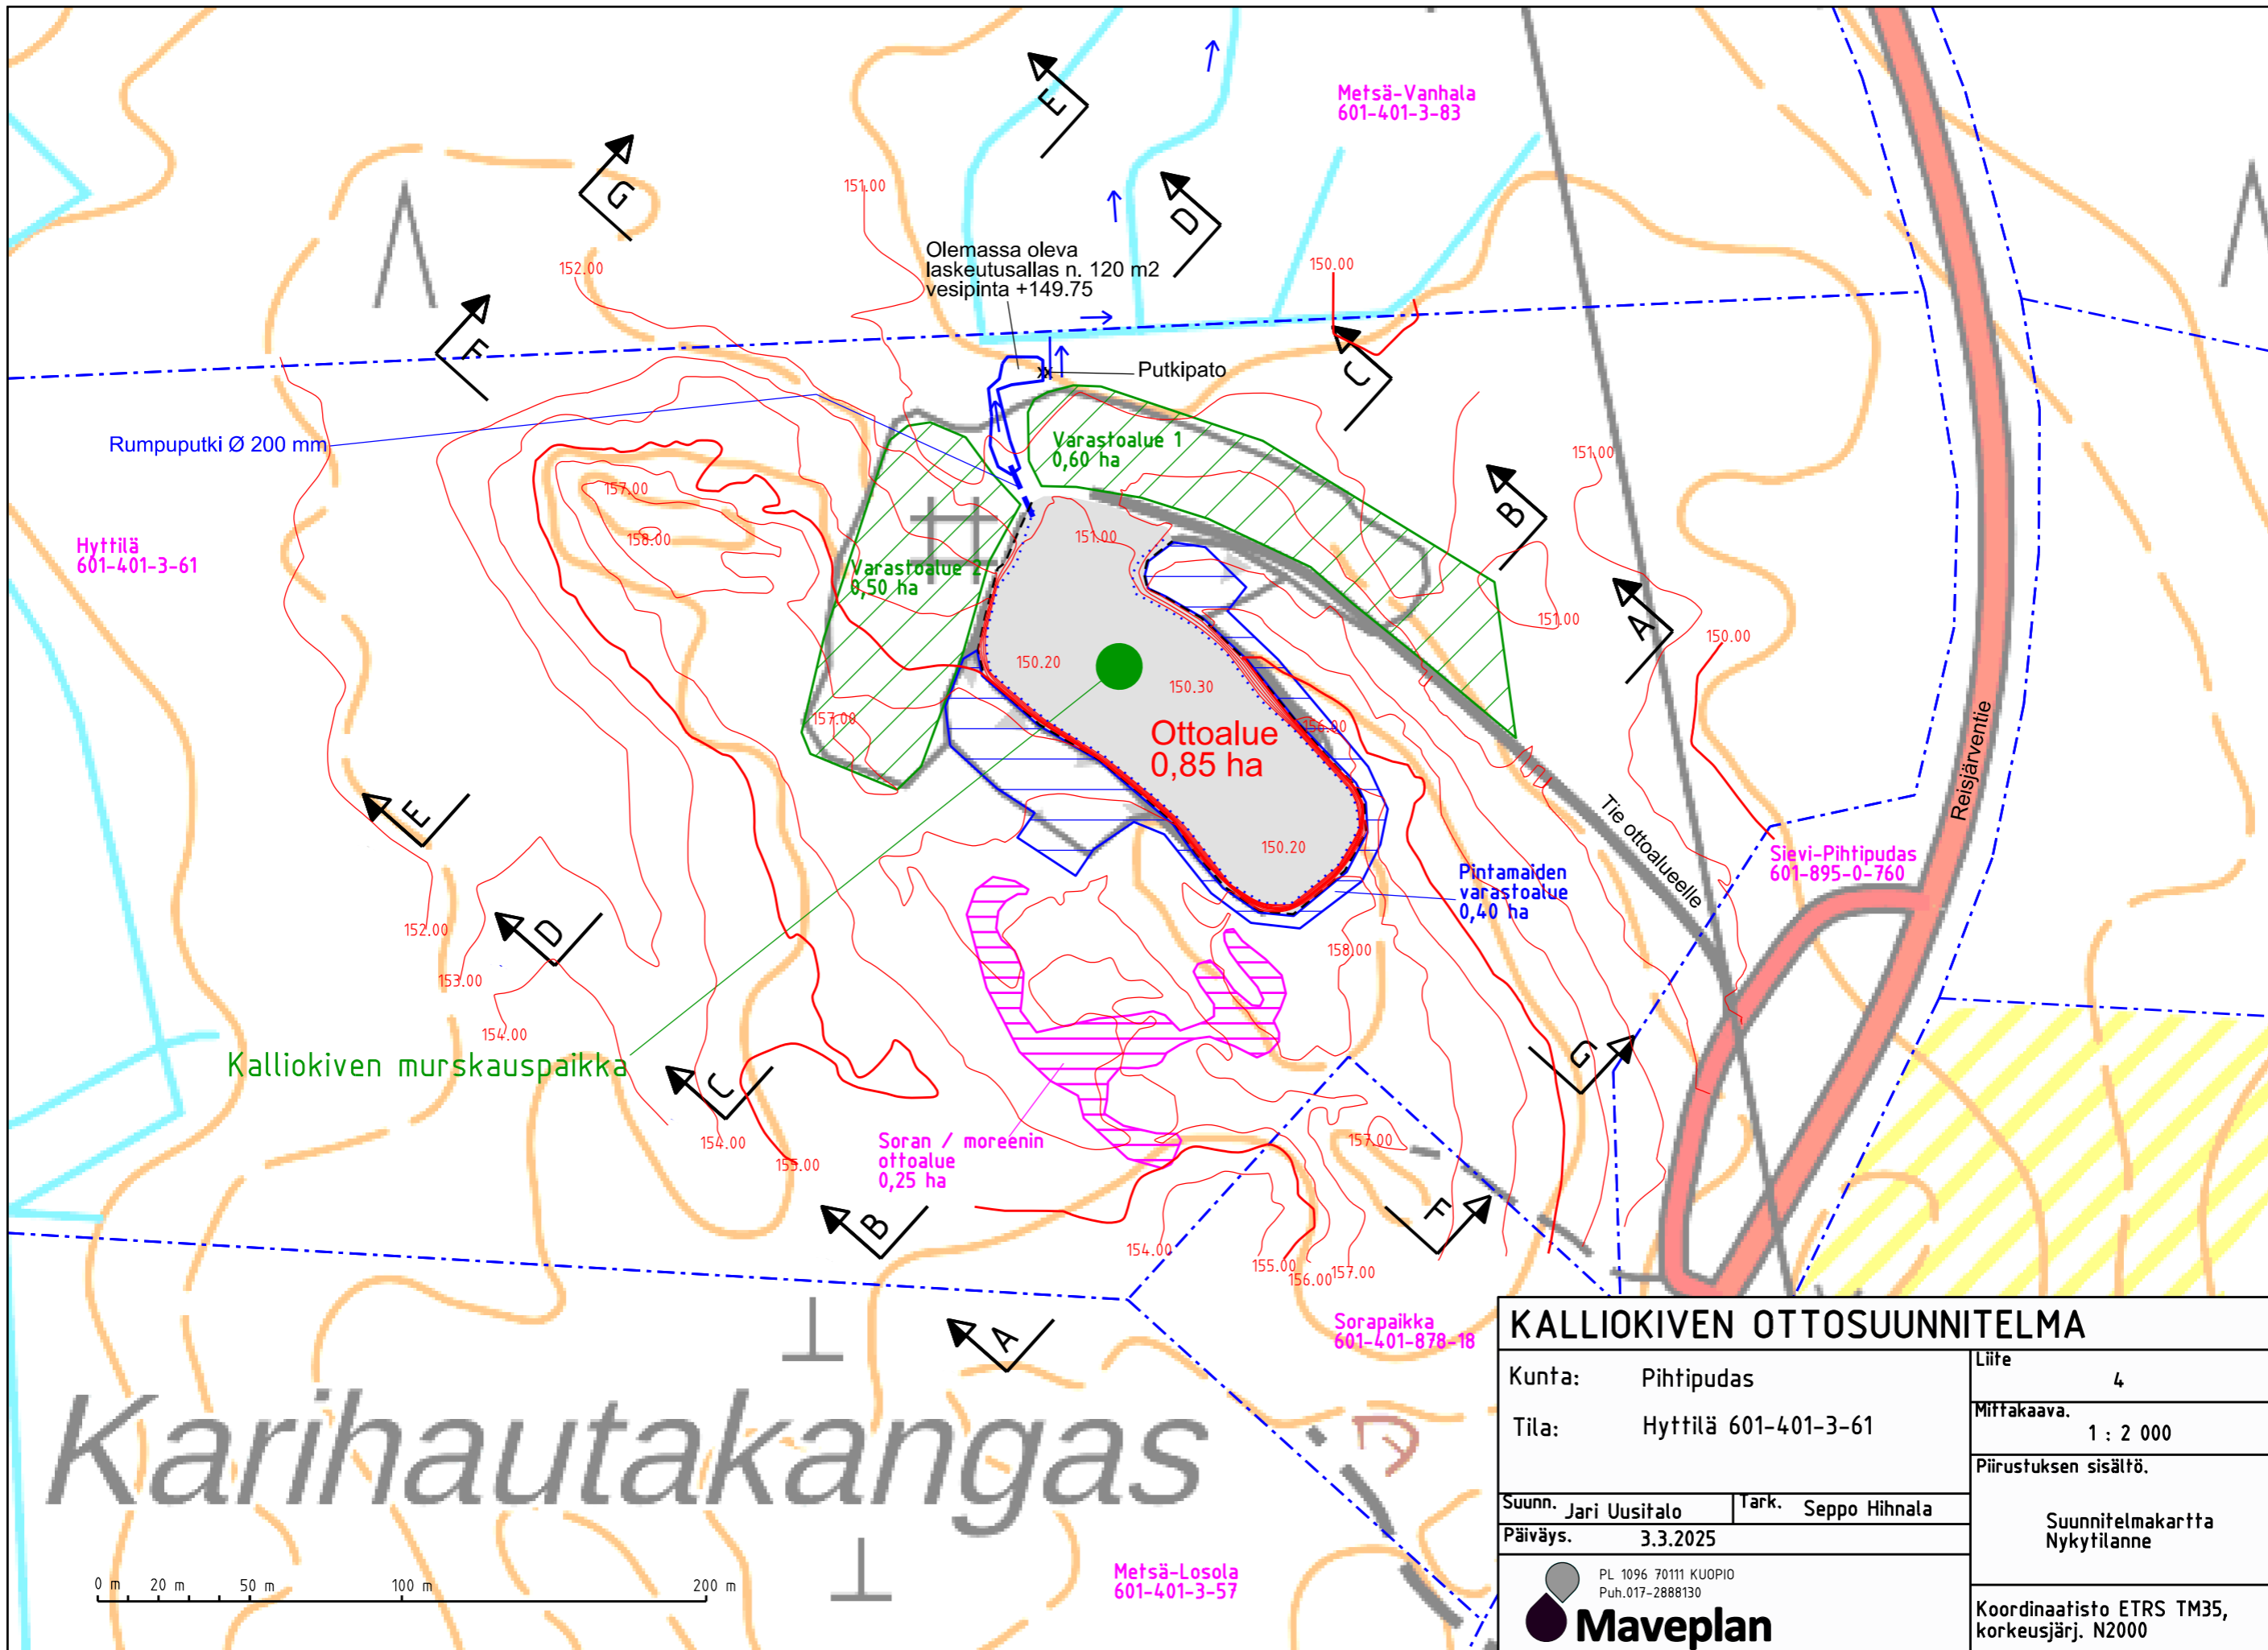 E
Metsä-Vanhala
601-401-3-83
G
151.00
D
Olemassa oleva
laskeutusallas n. 120 m2
vesipinta +149.75
152.00
150.00
F
C
Putkipato
Rumpuputki Ø 200 mm
Varastoalue 1
0,60 ha
151.00
157.00
B
158.00
151.00
Hyttilä
601-401-3-61
Varastoalue 2
0,50 ha
151.00
A
150.00
150.20
150.30
157.00
156.00
Ottoalue
0,85 ha
Reisjärventie
E
Tie ottoalueelle
150.20
Sievi-Pihtipudas
601-895-0-760
Pintamaiden
varastoalue
0,40 ha
152.00
D
158.00
153.00
154.00
Kalliokiven murskauspaikka
G
C
154.00
155.00
Soran / moreenin
ottoalue
0,25 ha
157.00
B
F
154.00
155.00
156.00
157.00
A
Sorapaikka
601-401-878-18
Karihautakangas
Metsä-Losola
601-401-3-57
0 m 20 m 50 m 100 m 200 m
KALLIOKIVEN OTTOSUUNNITELMA
Kunta: Pihtipudas
Liite
4
Tila: Hyttilä 601-401-3-61
Mittakaava.
1 : 2 000
Piirustuksen sisältö.
Suunnitelmakartta
Nykytilanne
Suunn. Jari Uusitalo
Tark. Seppo Hihnala
Päiväys. 3.3.2025
PL 1096 70111 KUOPIO
Puh.017-2888130
Maveplan
Koordinaatisto ETRS TM35,
korkeusjärj. N2000